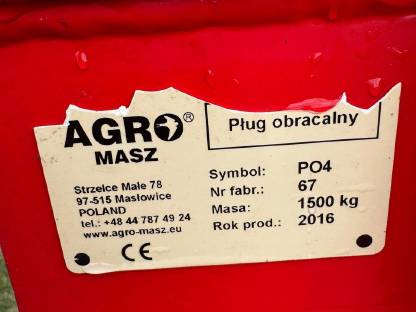 AGRO®
MASZ
Strzelce Małe 78
97-515 Masłowice
POLAND
tel.: +48 44 787 49 24
www.agro-masz.eu
CE
Pług obracalny
Symbol: PO4
Nr fabr.: 67
Masa: 1500 kg
Rok prod.: 2016